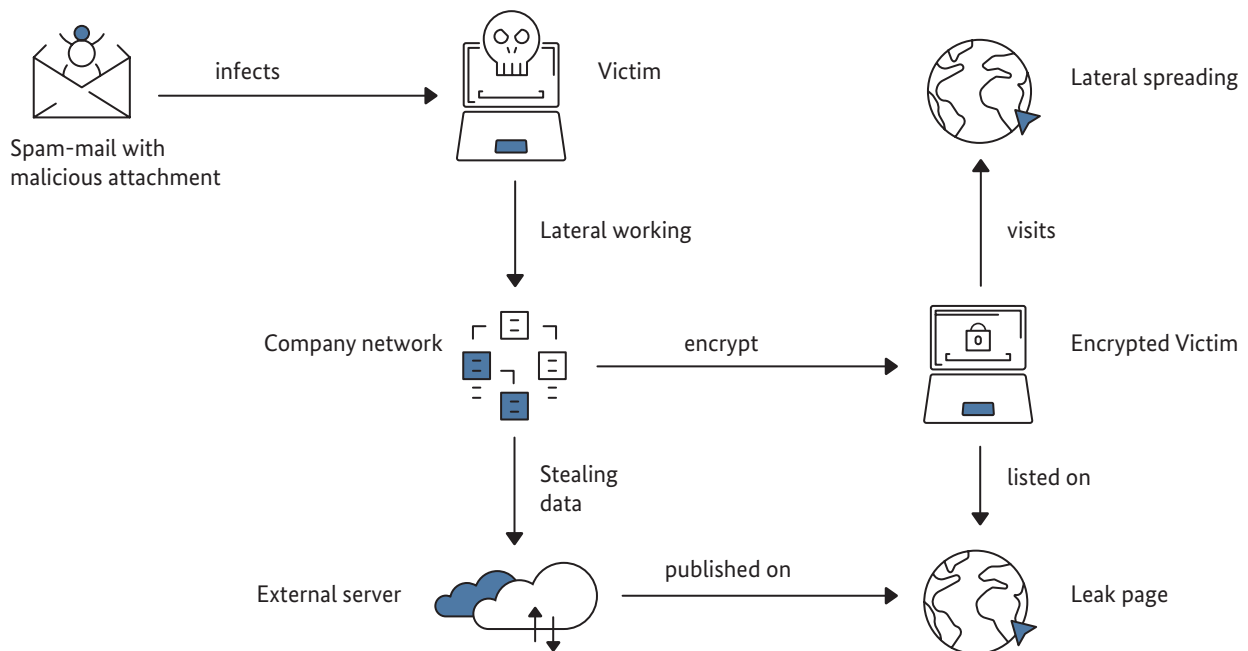 infects
Victim
Lateral spreading
Spam-mail with
malicious attachment
Lateral working
visits
Company network
encrypt
Encrypted Victim
Stealing
data
listed on
External server
published on
Leak page